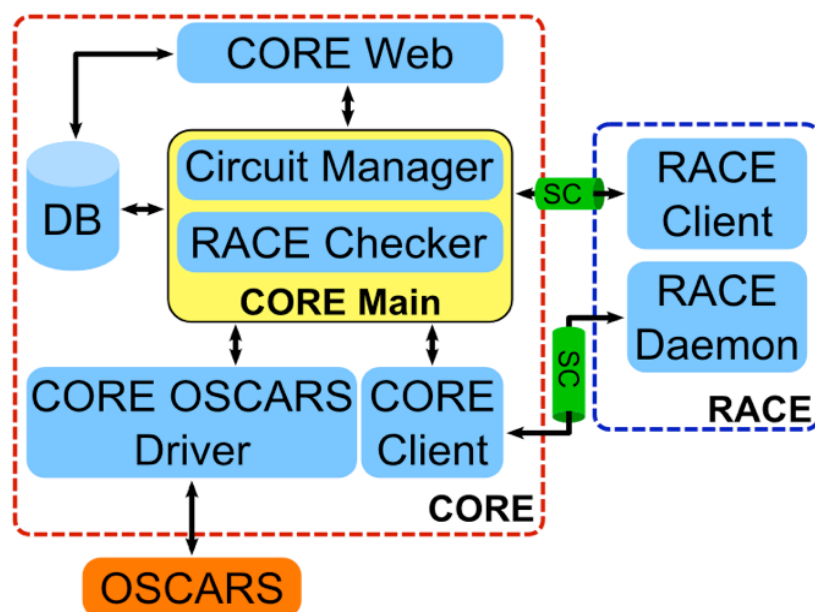 CORE Web
Circuit Manager
SC
RACE
Client
DB
RACE Checker
CORE Main
RACE
Daemon
SC
CORE OSCARS
Driver
CORE
Client
RACE
CORE
OSCARS